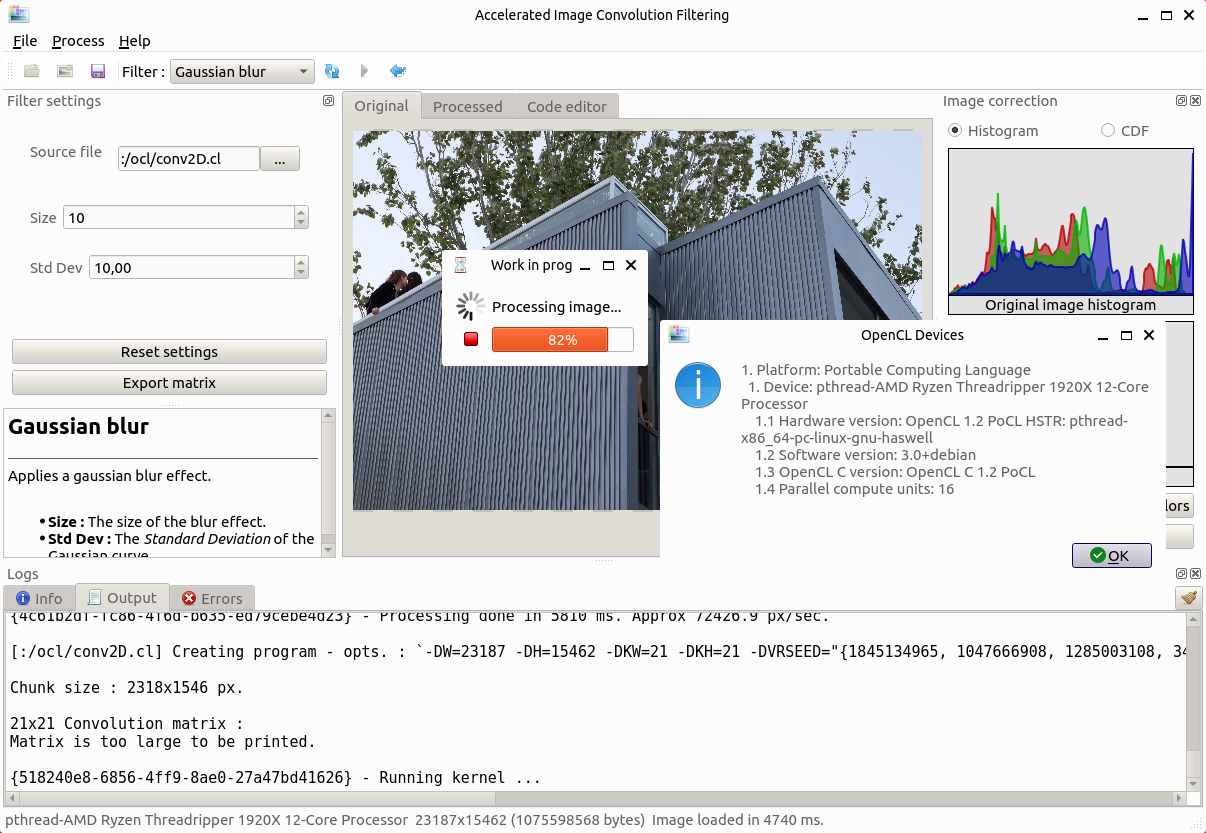 Accelerated Image Convolution Filtering
File Process Help
Filter : Gaussian blur
Filter settings
Source file :/ocl/conv2D.cl ...
Size 10
Std Dev 10,00
Reset settings
Export matrix
Gaussian blur
Applies a gaussian blur effect.
• Size : The size of the blur effect.
• Std Dev : The Standard Deviation of the
Gaussian curve
Original Processed Code editor
Work in prog
Processing image...
82%
Image correction
Histogram CDF
Original image histogram
OpenCL Devices
1. Platform: Portable Computing Language
1. Device: pthread-AMD Ryzen Threadripper 1920X 12-Core
Processor
1.1 Hardware version: OpenCL 1.2 PoCL HSTR: pthread-
x86_64-pc-linux-gnu-haswell
1.2 Software version: 3.0+debian
1.3 OpenCL C version: OpenCL C 1.2 PoCL
1.4 Parallel compute units: 16
OK
lors
Logs
Info Output Errors
{4c61b2df-fc86-4f6d-b635-ed79cebe4d23} - Processing done in 5810 ms. Approx 72426.9 px/sec.
[:/ocl/conv2D.cl] Creating program - opts. : `-DW=23187 -DH=15462 -DKW=21 -DKH=21 -DVRSEED="{1845134965, 1047666908, 1285003108, 34
Chunk size : 2318x1546 px.
21x21 Convolution matrix :
Matrix is too large to be printed.
{518240e8-6856-4ff9-8ae0-27a47bd41626} - Running kernel ...
pthread-AMD Ryzen Threadripper 1920X 12-Core Processor 23187x15462 (1075598568 bytes) Image loaded in 4740 ms.